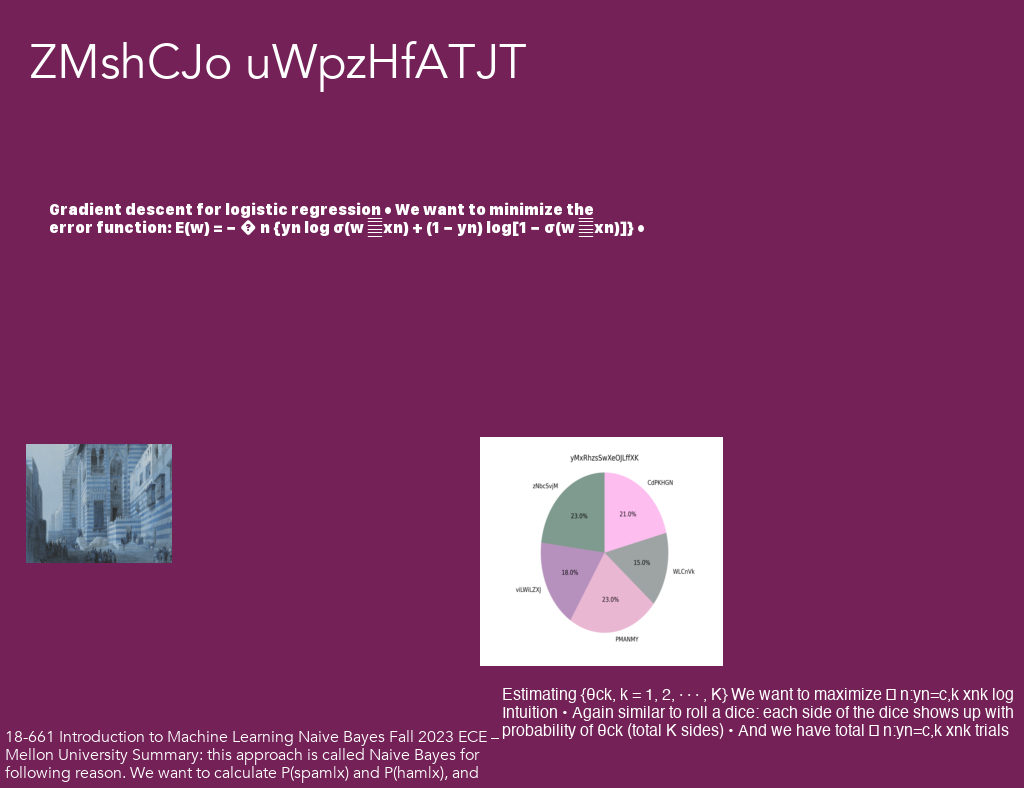 ZMshCJo uWpzHfATJT
Gradient descent for logistic regression • We want to minimize the
error function: E(w) = − � n {yn log σ(w ䷀xn) + (1 − yn) log[1 − σ(w ䷀xn)]} •
yMxRhzsSwXeOJLffXK
zNbcSvjM
CdPKHGN
23.0%
21.0%
15.0%
18.0%
WLCnVk
viLWiLZXJ
23.0%
PMANMY
Estimating {θck, k = 1, 2, · · · , K} We want to maximize □ n:yn=c,k xnk log
Intuition • Again similar to roll a dice: each side of the dice shows up with
probability of θck (total K sides) • And we have total □ n:yn=c,k xnk trials
18-661 Introduction to Machine Learning Naive Bayes Fall 2023 ECE –
Mellon University Summary: this approach is called Naive Bayes for
following reason. We want to calculate P(spamlx) and P(hamlx), and